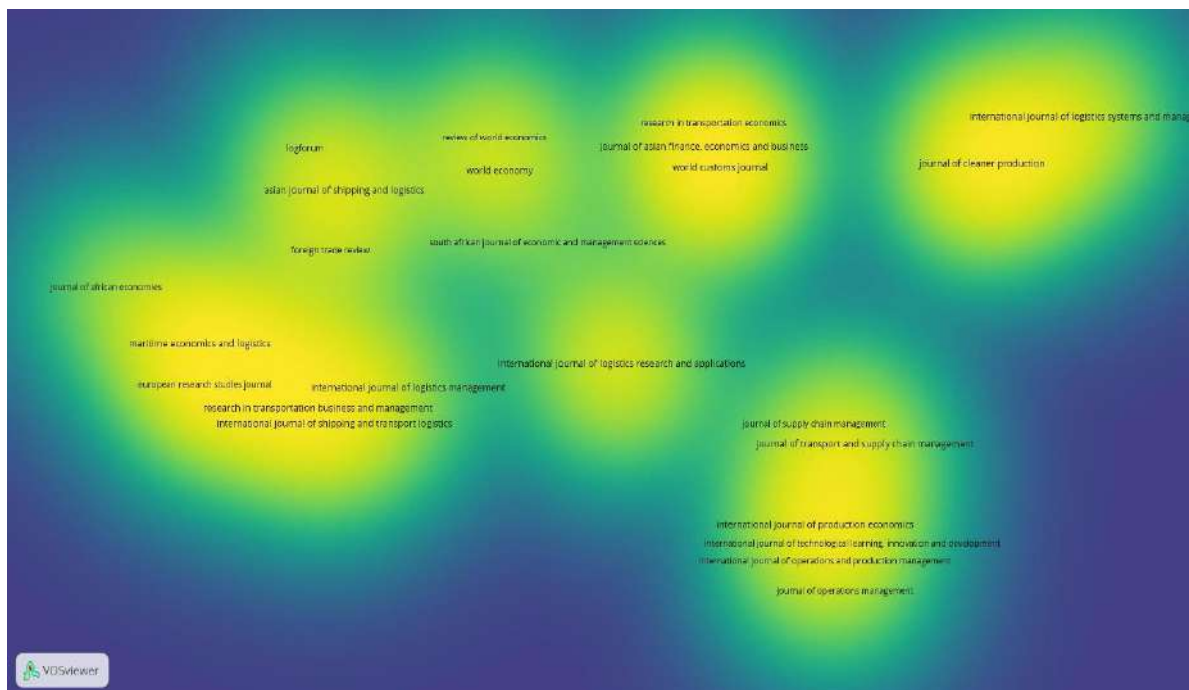 international journal of logistics systems and manag
research in transportation economics
review of world economics
logforum
journal of asian finance, economics and business
journal of cleaner production
world customs journal
world economy
asian journal of shipping and logistics
south african journal of economic and management sciences
foreign trade review
journal of african economies
maritime economics and logistics
international journal of logistics research and applications
european research studies journal
international journal of logistics management
research in transportation business and management
international journal of shipping and transport logistics
journal of supply chain management
journal of transport and supply chain management
international journal of production economics
international journal of technological learning, innovation and development
international journal of operations and production management
journal of operations management
VOSviewer